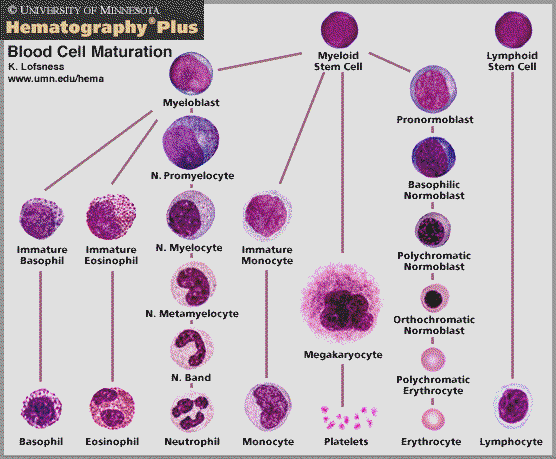 © UNIVERSITY OF MINNESOTA
Hematography® Plus
Blood Cell Maturation
K. Lofsness
www.umn.edu/hema
Myeloid
Stem Cell
Lymphoid
Stem Cell
Myeloblast
Pronormoblast
N. Promyelocyte
Basophilic
Normoblast
Immature
Basophil
Immature
Eosinophil
N. Myelocyte
Immature
Monocyte
Polychromatic
Normoblast
N. Metamyelocyte
Orthochromatic
Normoblast
Megakaryocyte
N. Band
Polychromatic
Erythrocyte
Basophil
Eosinophil
Neutrophil
Monocyte
Platelets
Erythrocyte
Lymphocyte